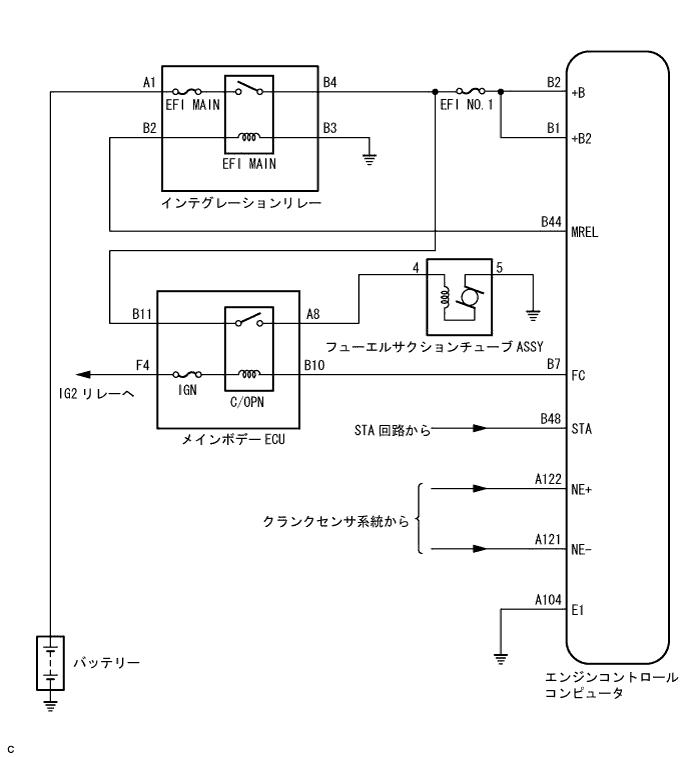 A1
B4
B2
+B
EFI MAIN
EFI NO.1
B2
B3
B1
+B2
EFI MAIN
インテグレーションリレー
B44
MREL
4
5
B11
A8
フューエルサクションチューブ ASSY
F4
B10
B7
FC
IG2 リレーへ
IGN
C/OPN
メインボデー ECU
STA 回路から
B48
STA
A122
NE+
クランクセンサ系統から
A121
NE-
A104
E1
バッテリー
エンジンコントロール
コンピュータ
c